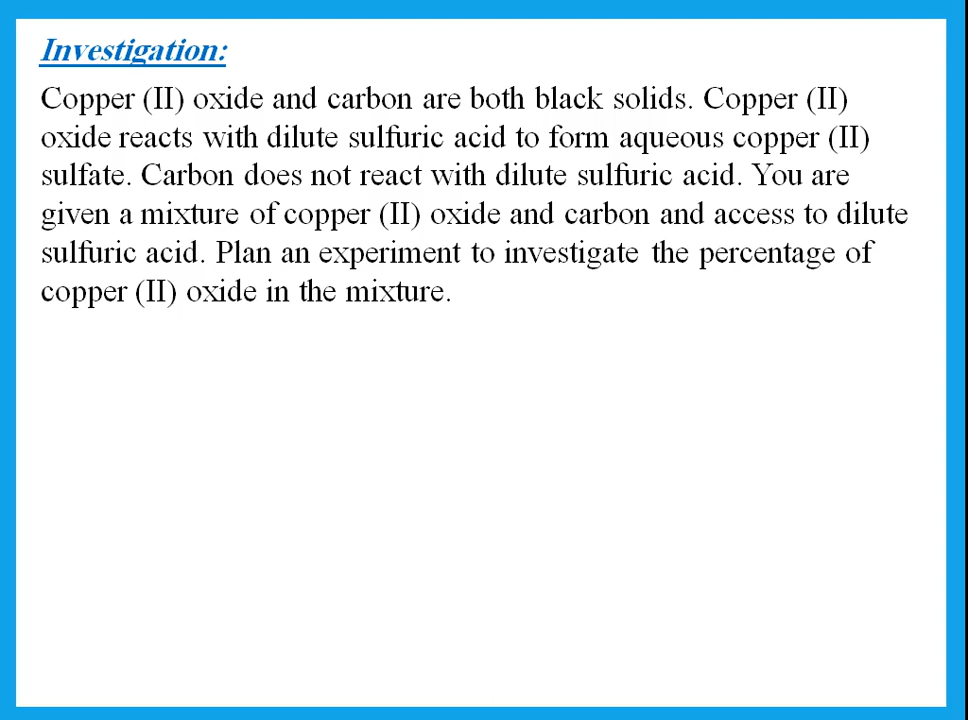 Investigation:
Copper (II) oxide and carbon are both black solids. Copper (II)
oxide reacts with dilute sulfuric acid to form aqueous copper (II)
sulfate. Carbon does not react with dilute sulfuric acid. You are
given a mixture of copper (II) oxide and carbon and access to dilute
sulfuric acid. Plan an experiment to investigate the percentage of
copper (II) oxide in the mixture.